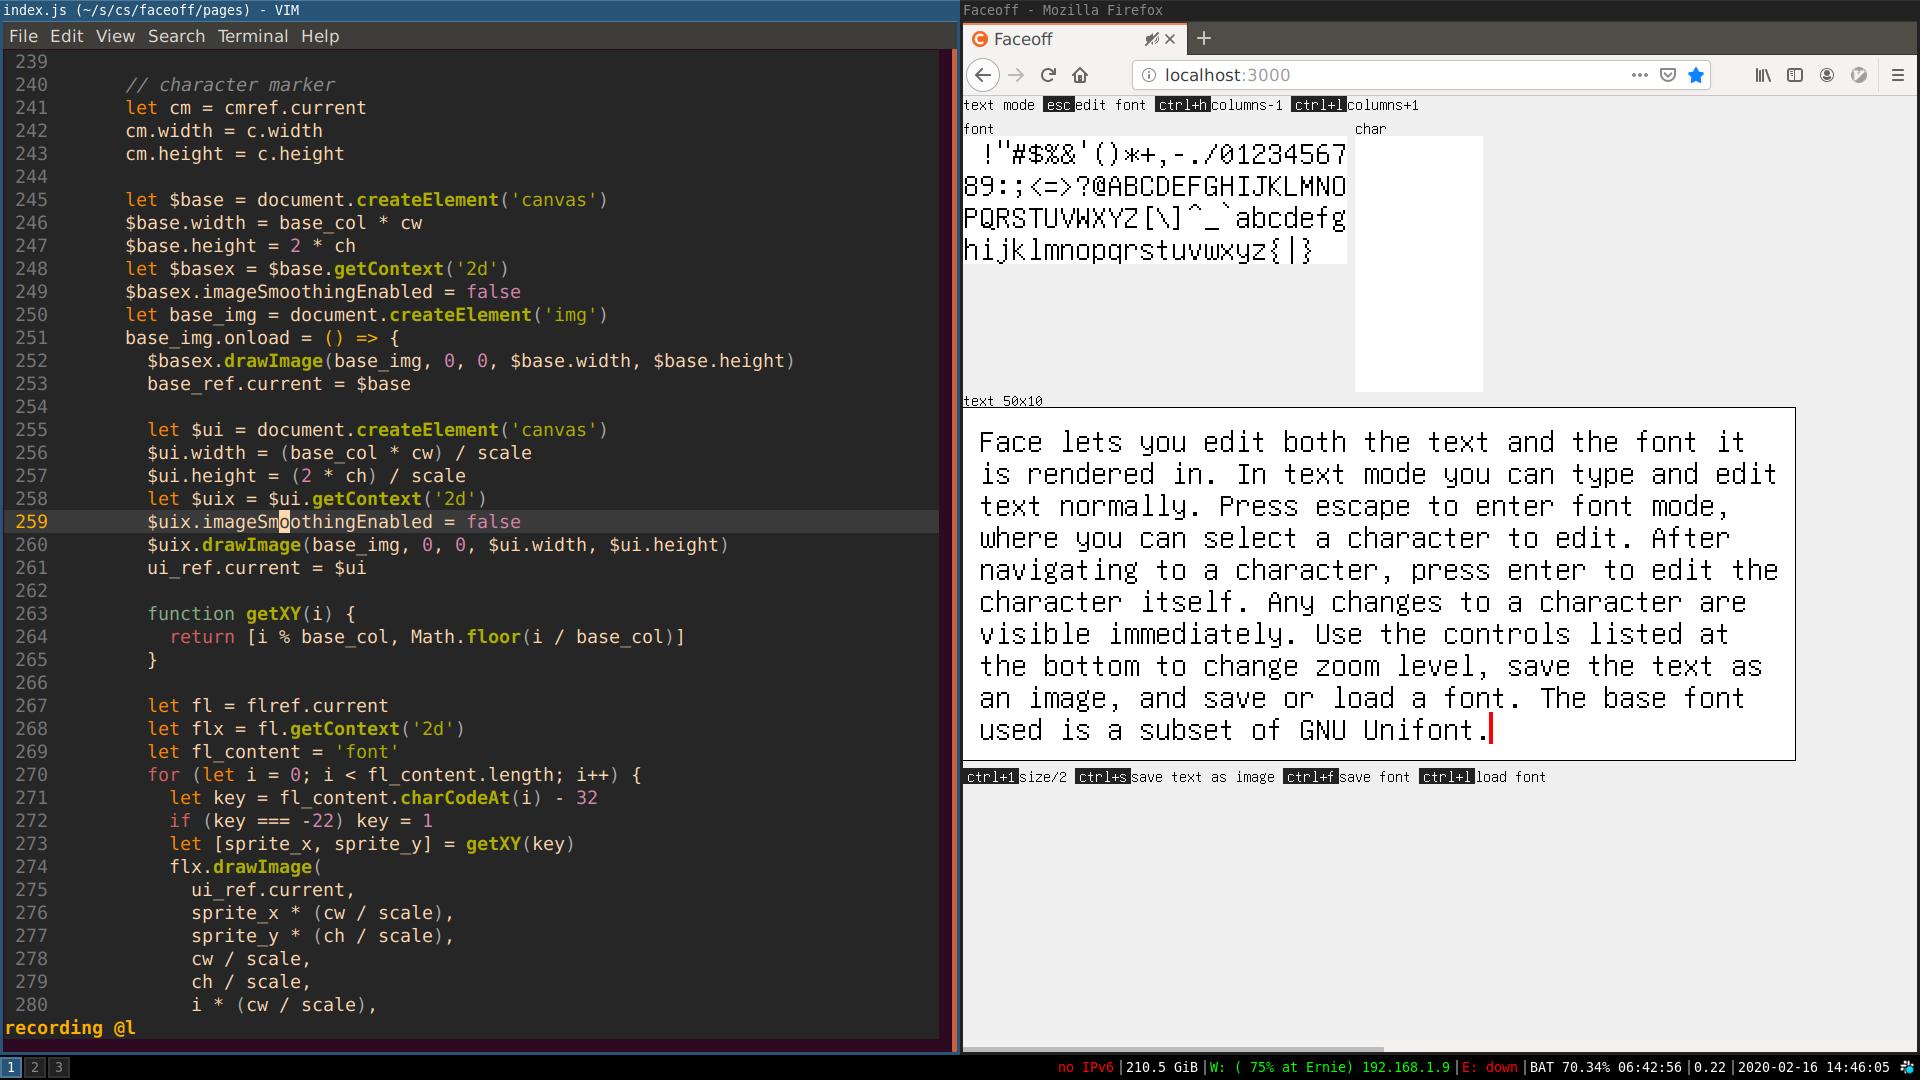 index.js (~/s/cs/faceoff/pages) - VIM
File Edit View Search Terminal Help
239
240 // character marker
241 let cm = cmref.current
242 cm.width = c.width
243 cm.height = c.height
244
245 let $base = document.createElement('canvas')
246 $base.width = base_col * cw
247 $base.height = 2 * ch
248 let $basex = $base.getContext('2d')
249 $basex.imageSmoothingEnabled = false
250 let base_img = document.createElement('img')
251 base_img.onload = () => {
252 $basex.drawImage(base_img, 0, 0, $base.width, $base.height)
253 base_ref.current = $base
254
255 let $ui = document.createElement('canvas')
256 $ui.width = (base_col * cw) / scale
257 $ui.height = (2 * ch) / scale
258 let $uix = $ui.getContext('2d')
259 $uix.imageSmoothingEnabled = false
260 $uix.drawImage(base_img, 0, 0, $ui.width, $ui.height)
261 ui_ref.current = $ui
262
263 function getXY(i) {
264 return [i % base_col, Math.floor(i / base_col)]
265 }
266
267 let fl = flref.current
268 let flx = fl.getContext('2d')
269 let fl_content = 'font'
270 for (let i = 0; i < fl_content.length; i++) {
271 let key = fl_content.charCodeAt(i) - 32
272 if (key === -22) key = 1
273 let [sprite_x, sprite_y] = getXY(key)
274 flx.drawImage(
275 ui_ref.current,
276 sprite_x * (cw / scale),
277 sprite_y * (ch / scale),
278 cw / scale,
279 ch / scale,
280 i * (cw / scale),
recording @l
Faceoff - Mozilla Firefox
Faceoff
localhost:3000
text mode esc edit font ctrl+h columns-1 ctrl+l columns+1
font
!"#$%&'()*+,-./01234567
89:;<=>?@ABCDEFGHIJKLMNO
PQRSTUVWXYZ[\]^_`abcdefg
hijklmnopqrstuvwxyz{|}
char
text 50x10
Face lets you edit both the text and the font it
is rendered in. In text mode you can type and edit
text normally. Press escape to enter font mode,
where you can select a character to edit. After
navigating to a character, press enter to edit the
character itself. Any changes to a character are
visible immediately. Use the controls listed at
the bottom to change zoom level, save the text as
an image, and save or load a font. The base font
used is a subset of GNU Unifont.
ctrl+1 size/2 ctrl+s save text as image ctrl+f save font ctrl+l load font
1 2 3
no IPv6|210.5 GiB|W: ( 75% at Ernie) 192.168.1.9|E: down|BAT 70.34% 06:42:56|0.22|2020-02-16 14:46:05